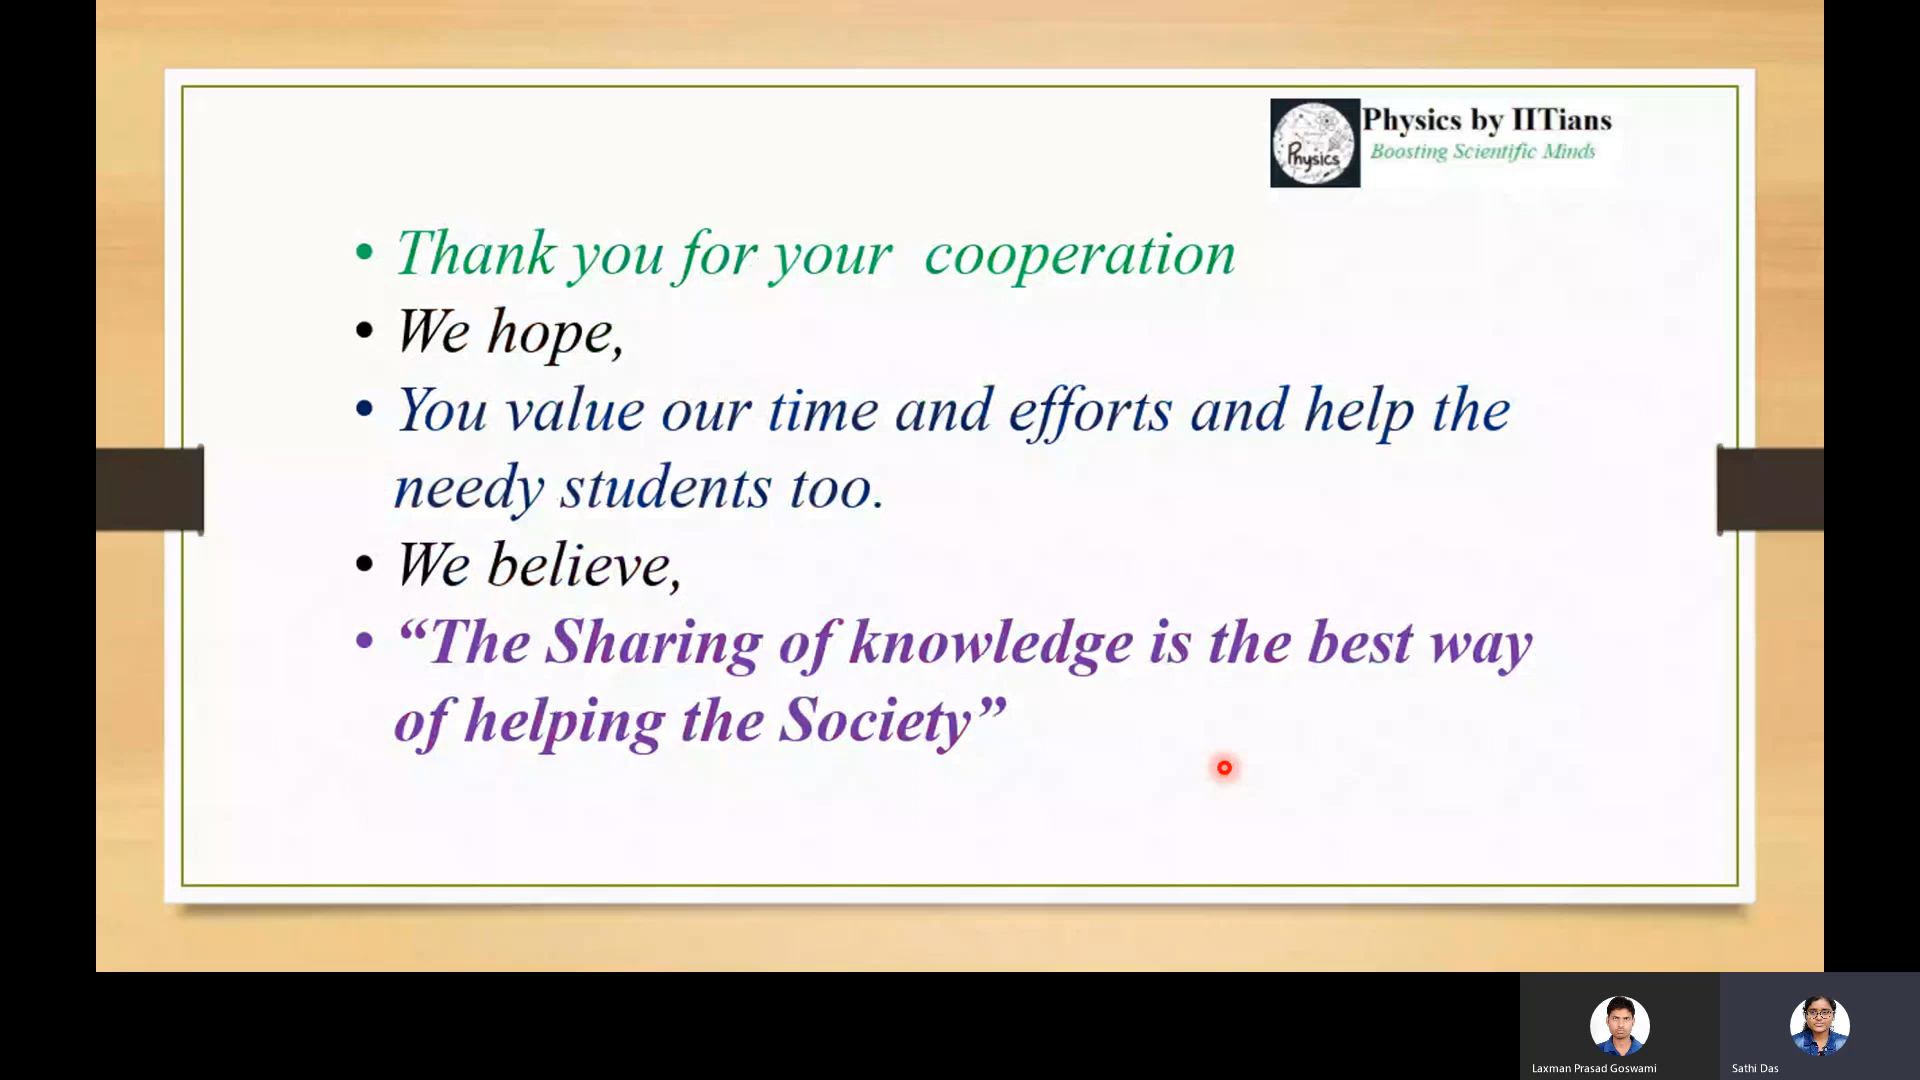 Physics
Physics by IITians
Boosting Scientific Minds
• Thank you for your cooperation
• We hope,
• You value our time and efforts and help the
needy students too.
• We believe,
• “The Sharing of knowledge is the best way
of helping the Society”
Laxman Prasad Goswami
Sathi Das